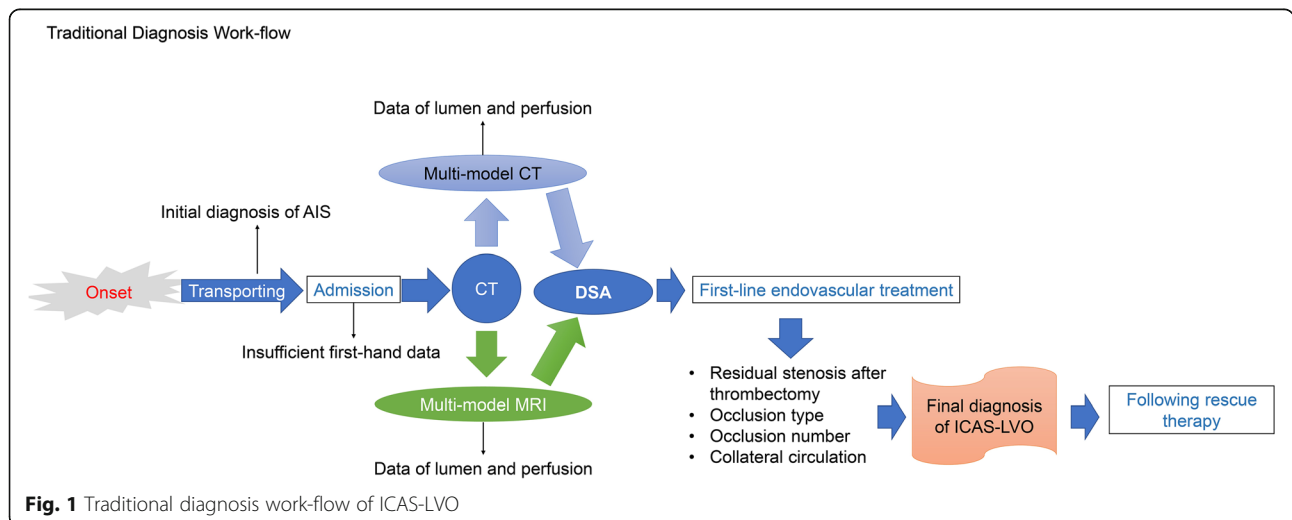 Traditional Diagnosis Work-flow
Data of lumen and perfusion
Multi-model CT
Initial diagnosis of AIS
Onset
Transporting
Admission
CT
DSA
First-line endovascular treatment
Insufficient first-hand data
Multi-model MRI
Data of lumen and perfusion
• Residual stenosis after
thrombectomy
• Occlusion type
• Occlusion number
• Collateral circulation
Final diagnosis
of ICAS-LVO
Following rescue
therapy
Fig. 1 Traditional diagnosis work-flow of ICAS-LVO